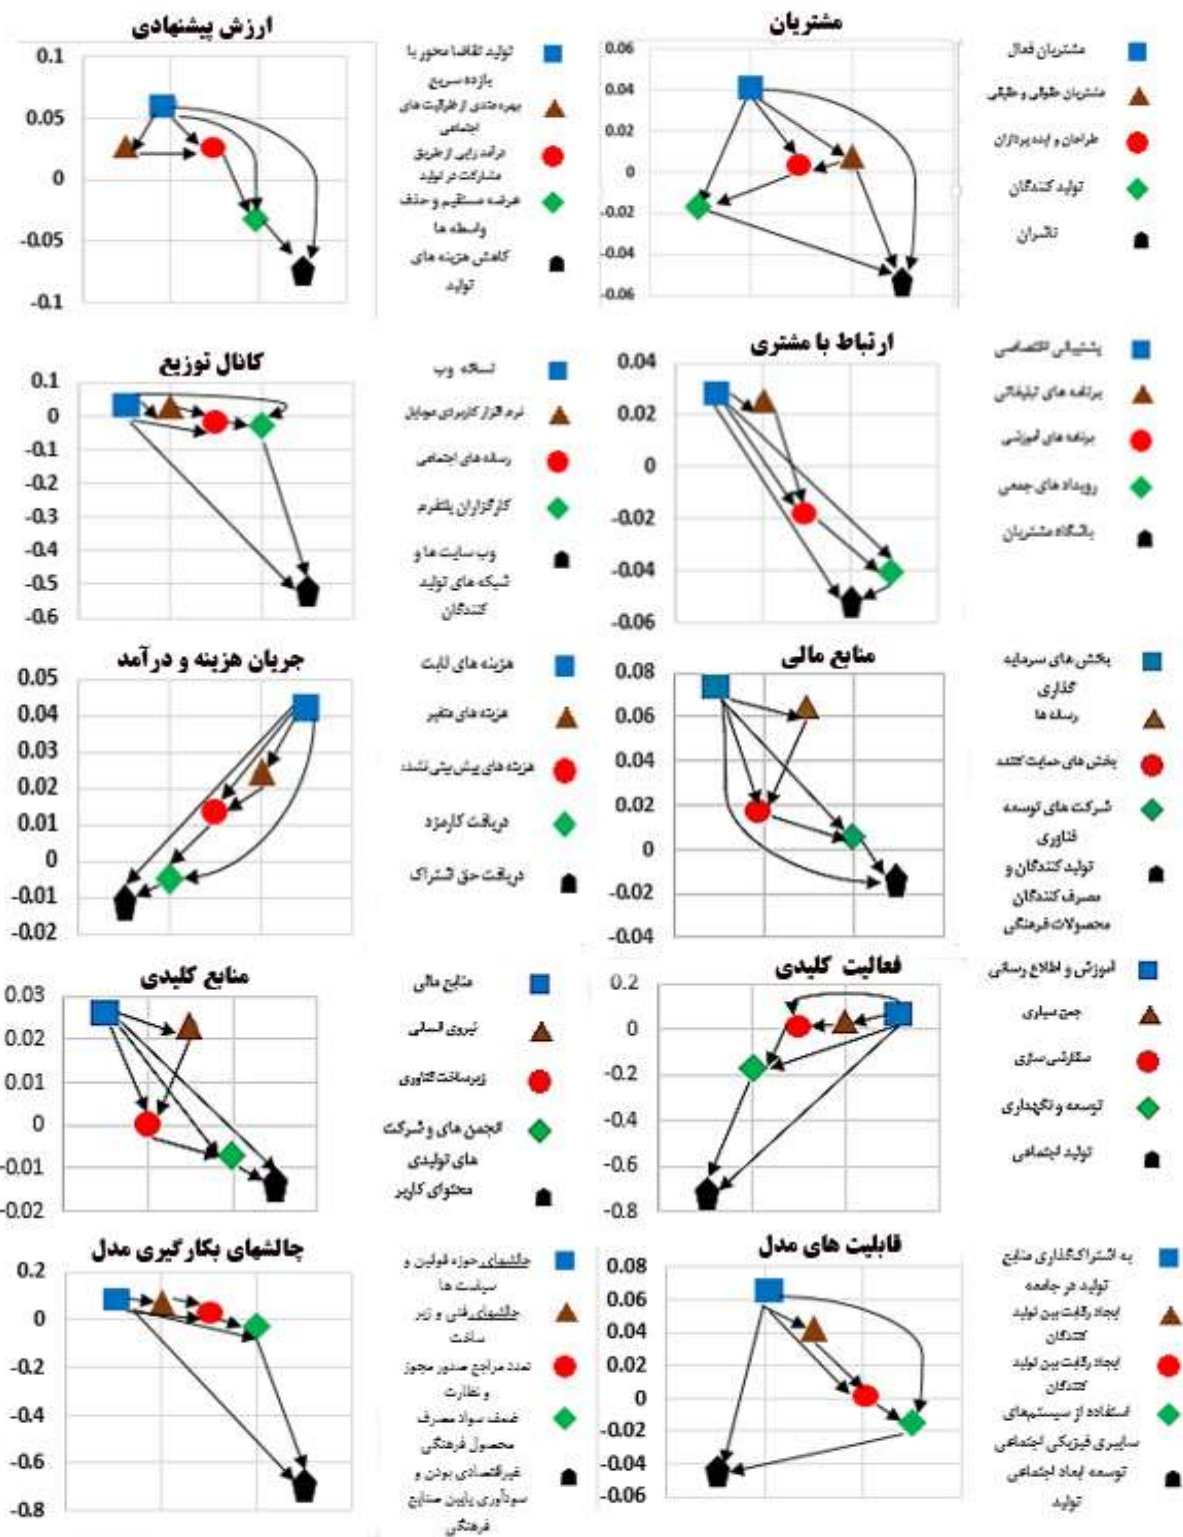 مشتریان
0.06
0.04
0.02
0
-0.02
-0.04
-0.06
مشتریان فعال
مشتریان حقوقی و حقیقی
طراحان و ایده پردازان
تولید کنندگان
ناشران
ارزش پیشنهادی
0.1
0.05
0
-0.05
-0.1
تولید تقاضا محور با
بازده سریع
بهره مندی از ظرفیت های
اجتماعی
درآمد زایی از طریق
مشارکت در تولید
عرضه مستقیم و حذف
واسطه ها
کاهش هزینه های
تولید
ارتباط با مشتری
0.04
0.02
0
-0.02
-0.04
-0.06
پشتیبانی اختصاصی
برنامه های تبلیغاتی
برنامه های آموزشی
رویداد های جمعی
باشگاه مشتریان
کانال توزیع
0.1
0
-0.1
-0.2
-0.3
-0.4
-0.5
-0.6
نسخه وب
نرم افزار کاربردی موبایل
رسانه های اجتماعی
کارگزاران پلتفرم
وب سایت ها و
شبکه های تولید
کنندگان
منابع مالی
0.08
0.06
0.04
0.02
0
-0.02
-0.04
بخش های سرمایه
گذاری
رسانه ها
بخش های حمایت کننده
شرکت های توسعه
فناوری
تولید کنندگان و
مصرف کنندگان
محصولات فرهنگی
جریان هزینه و درآمد
0.05
0.04
0.03
0.02
0.01
0
-0.01
-0.02
هزینه های ثابت
هزینه های متغیر
هزینه های پیش بینی نشده
دریافت کارمزد
دریافت حق اشتراک
فعالیت کلیدی
0.2
0
-0.2
-0.4
-0.6
-0.8
آموزش و اطلاع رسانی
جمع سپاری
سفارشی سازی
توسعه و نگهداری
تولید اجتماعی
منابع کلیدی
0.03
0.02
0.01
0
-0.01
-0.02
منابع مالی
نیروی انسانی
زیرساخت فناوری
انجمن های و شرکت
های تولیدی
محتوای کاربر
قابلیت های مدل
0.08
0.06
0.04
0.02
0
-0.02
-0.04
-0.06
به اشتراک‌گذاری منابع
تولید در جامعه
ایجاد رقابت بین تولید
کنندگان
ایجاد رقابت بین تولید
کنندگان
استفاده از سیستم‌های
سایبری فیزیکی اجتماعی
توسعه ابعاد اجتماعی
تولید
چالشهای بکارگیری مدل
0.2
0
-0.2
-0.4
-0.6
-0.8
چالشهای حوزه قوانین و
سیاست ها
چالشهای فنی و زیر
ساخت
تعدد مراجع صدور مجوز
و نظارت
ضعف سواد مصرف
محصول فرهنگی
غیراقتصادی بودن و
سودآوری پایین صنایع
فرهنگی